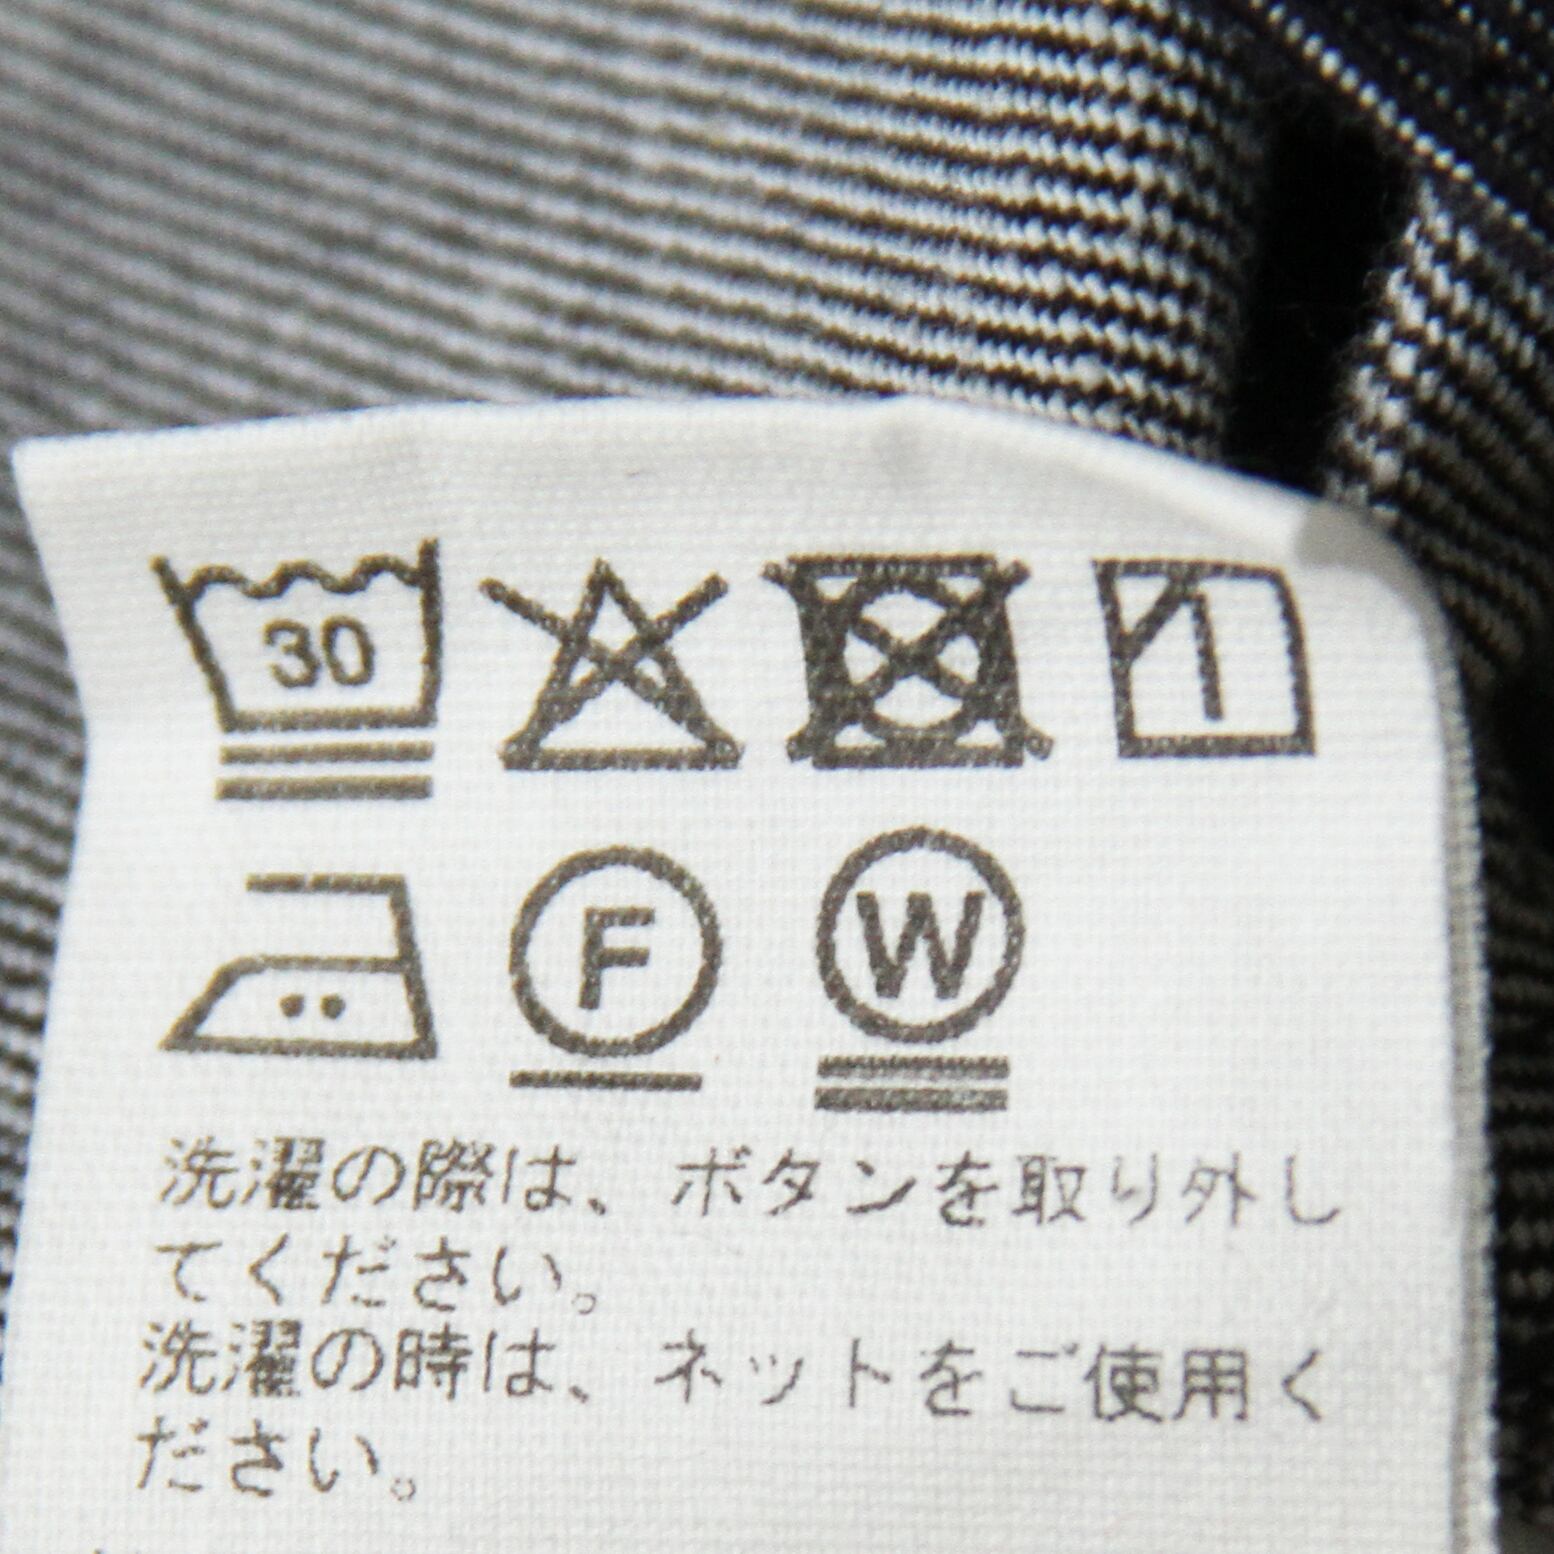 30
F W
洗濯の際は、ボタンを取り外し
てください。
洗濯の時は、ネットをご使用く
ださい。